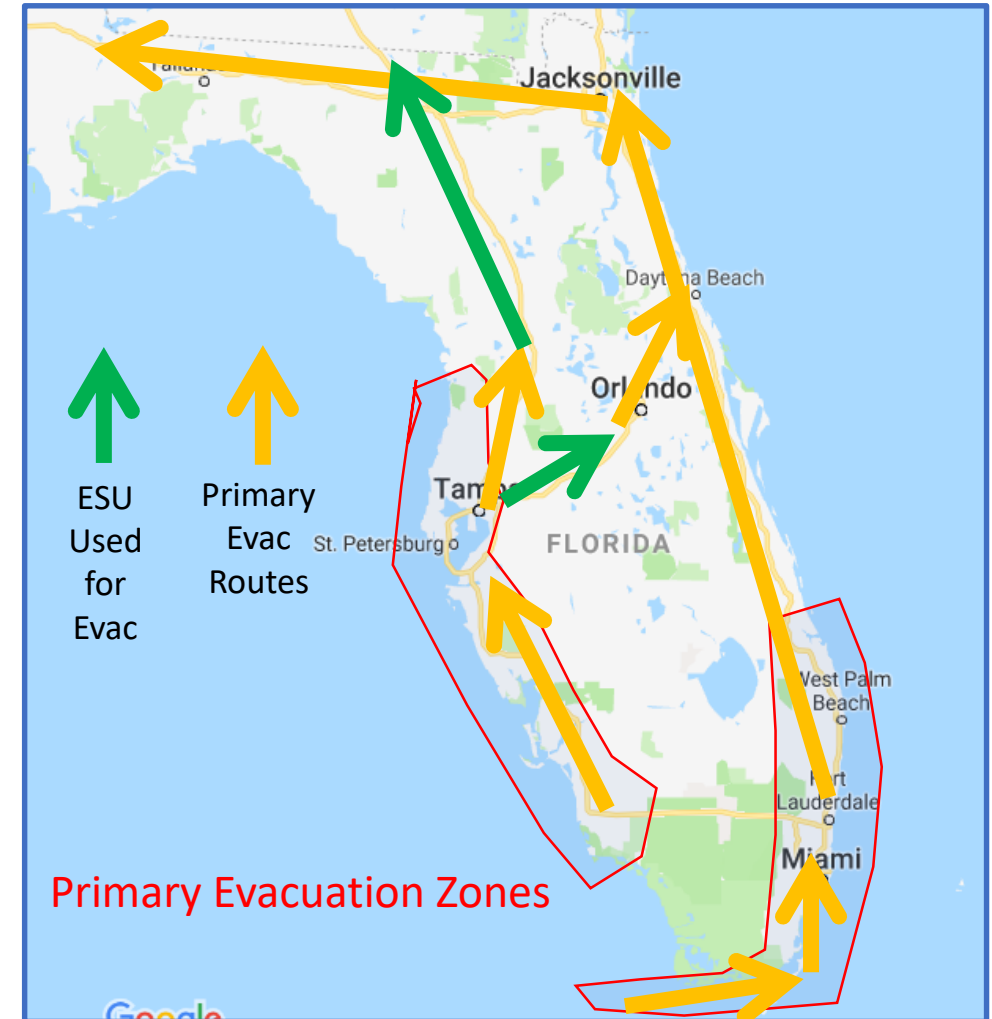 Jacksonville
Daytona Beach
Orlando
ESU
Used
for
Evac
Primary
Evac
Routes
St. Petersburg
FLORIDA
West Palm
Beach
Fort
Lauderdale
Miami
Primary Evacuation Zones
Google